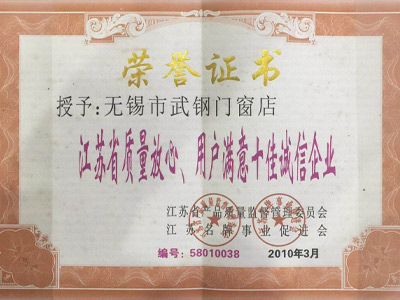 荣誉证书
授予:无锡市武钢门窗店
江苏省质量放心、用户满意十佳诚信企业
江苏省产品质量监督管理委员会
江苏名牌事业促进会
编号:58010038 2010年3月